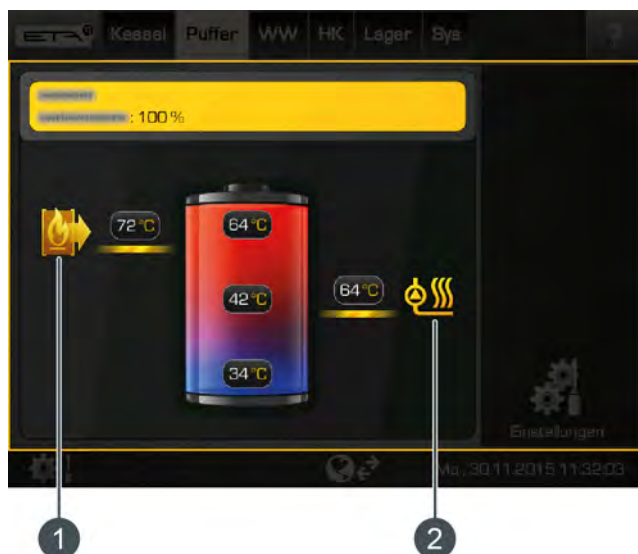 ETA Kessel Puffer WW HK Lager Sys ?
: 100 %
72 °C 64 °C
42 °C 64 °C
34 °C
Einstellungen
Mo., 30.11.2015 11:32:03
1 2